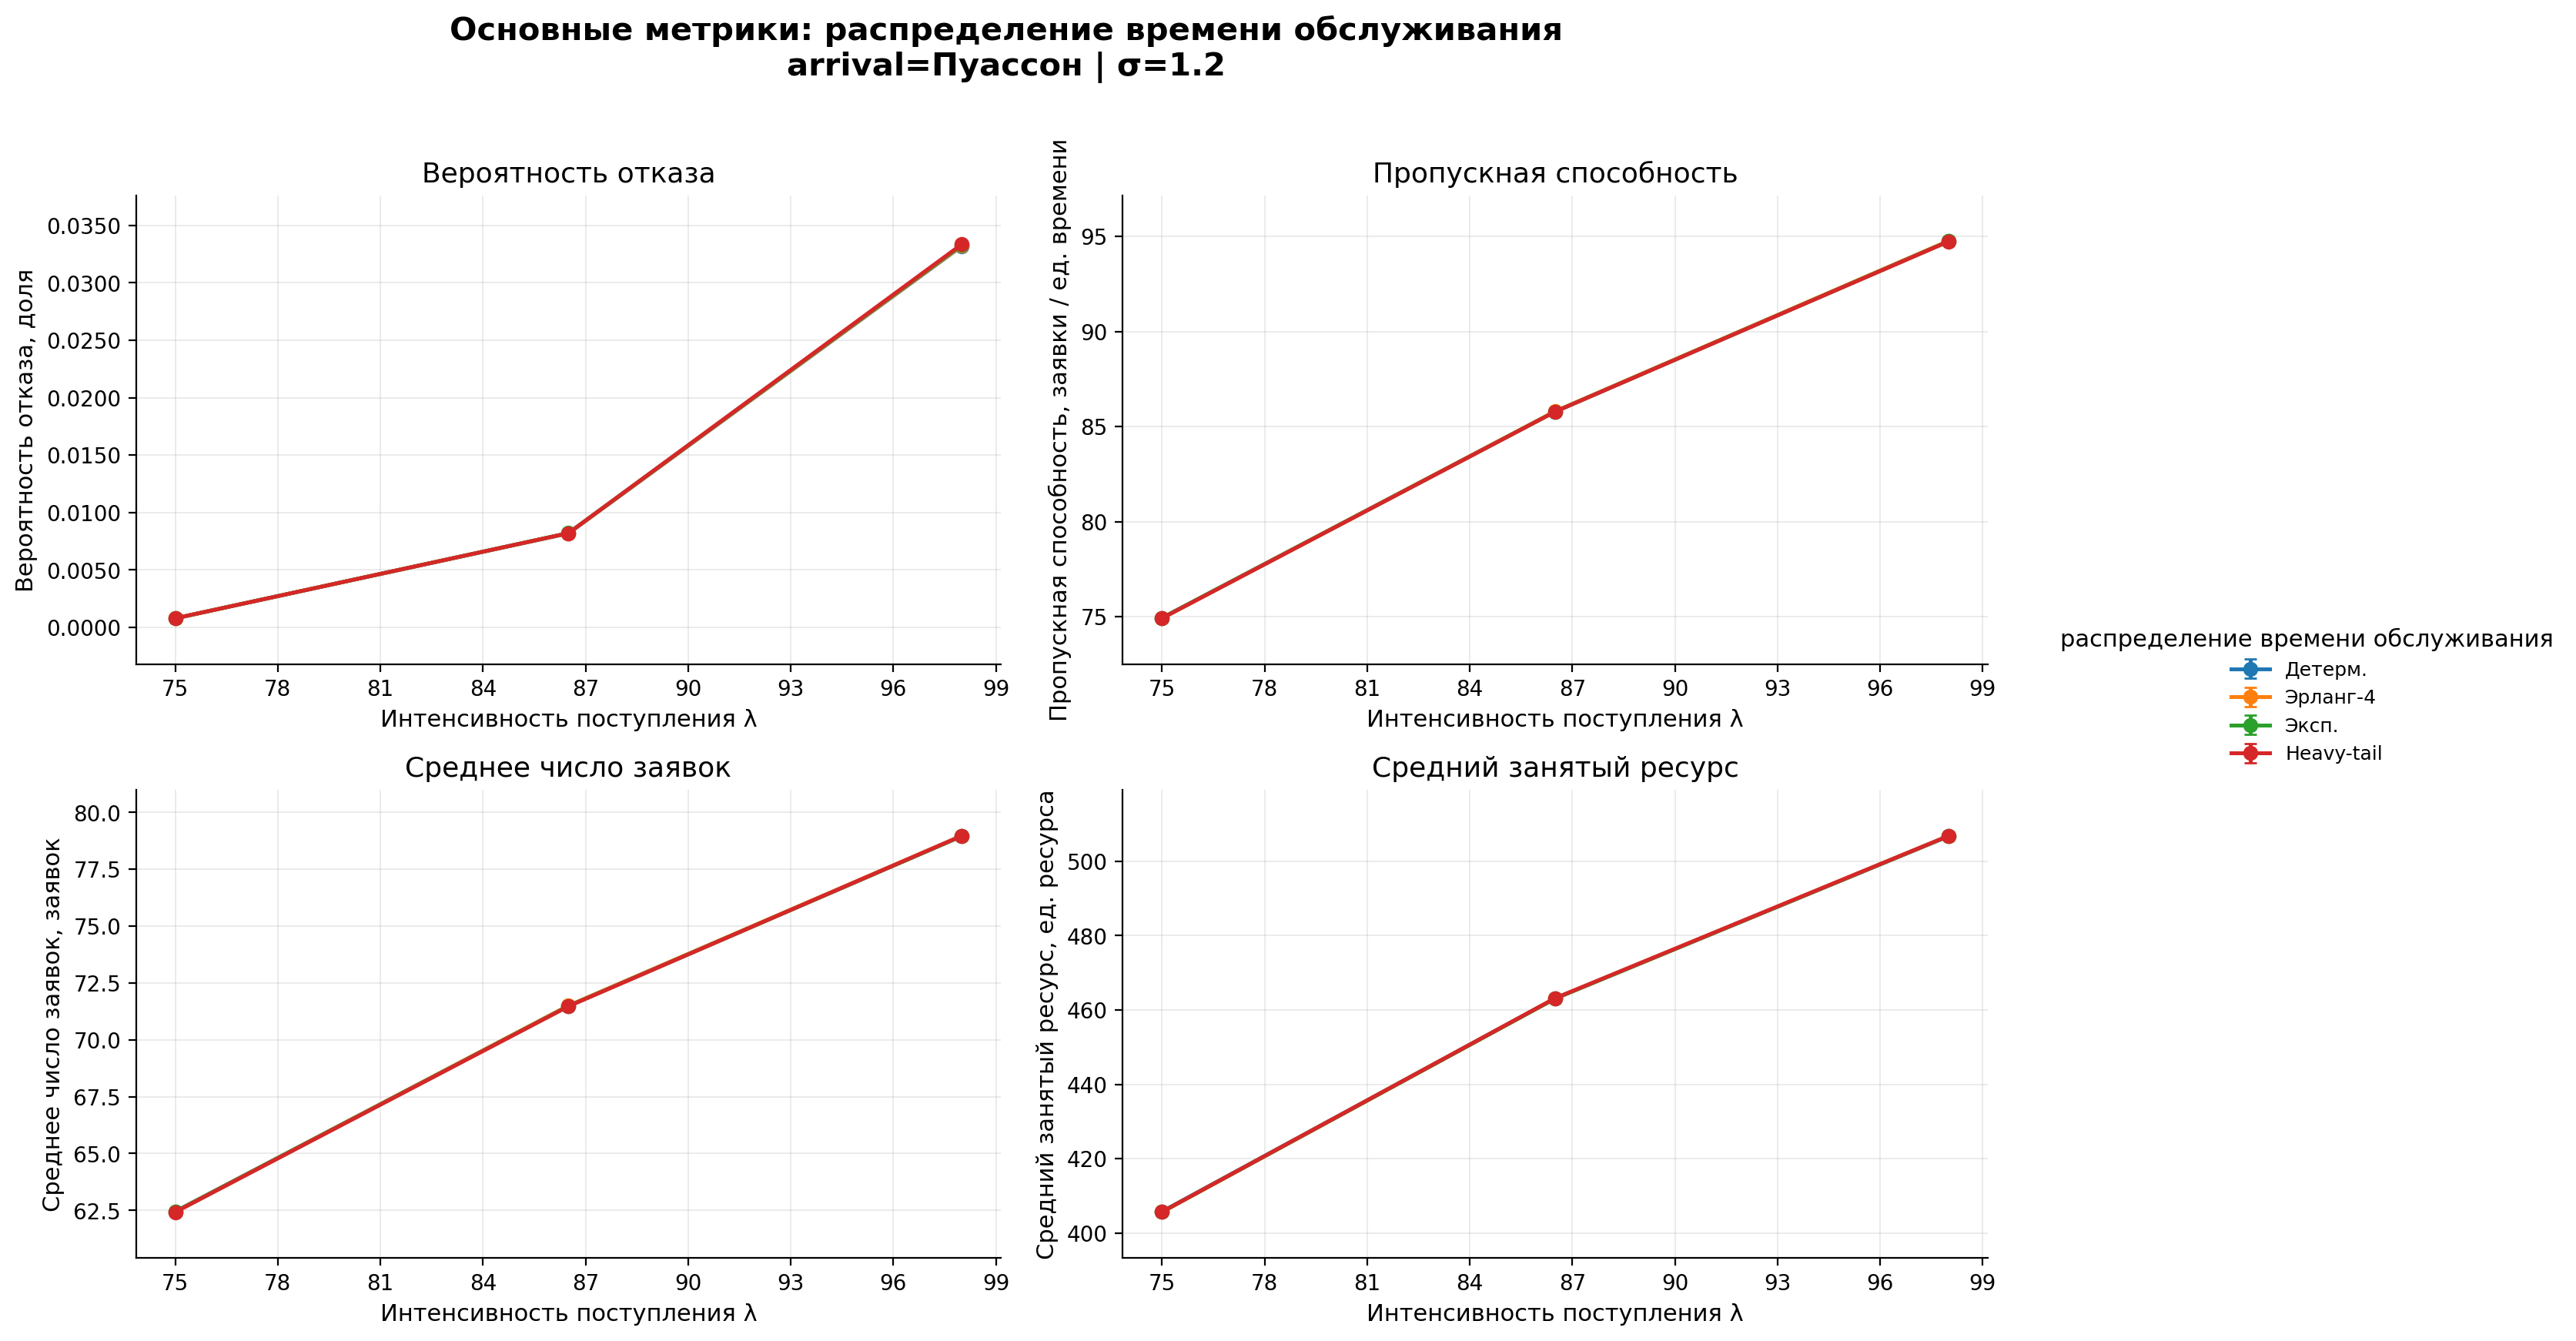 Основные метрики: распределение времени обслуживания
arrival=Пуассон | σ=1.2
Вероятность отказа
Вероятность отказа, доля
0.0350
0.0300
0.0250
0.0200
0.0150
0.0100
0.0050
0.0000
75 78 81 84 87 90 93 96 99
Интенсивность поступления λ
Пропускная способность
Пропускная способность, заявки / ед. времени
95
90
85
80
75
75 78 81 84 87 90 93 96 99
Интенсивность поступления λ
Среднее число заявок
Среднее число заявок, заявок
80.0
77.5
75.0
72.5
70.0
67.5
65.0
62.5
75 78 81 84 87 90 93 96 99
Интенсивность поступления λ
Средний занятый ресурс
Средний занятый ресурс, ед. ресурса
500
480
460
440
420
400
75 78 81 84 87 90 93 96 99
Интенсивность поступления λ
распределение времени обслуживания
Детерм.
Эрланг-4
Эксп.
Heavy-tail